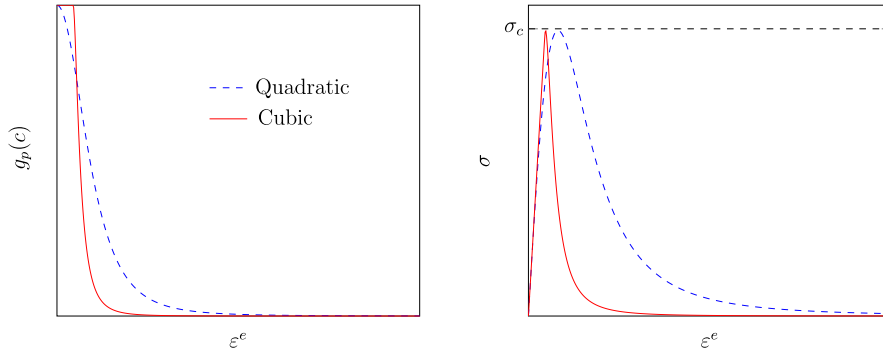 g_p(c)
Quadratic
Cubic
ε^e
σ_c
σ
ε^e